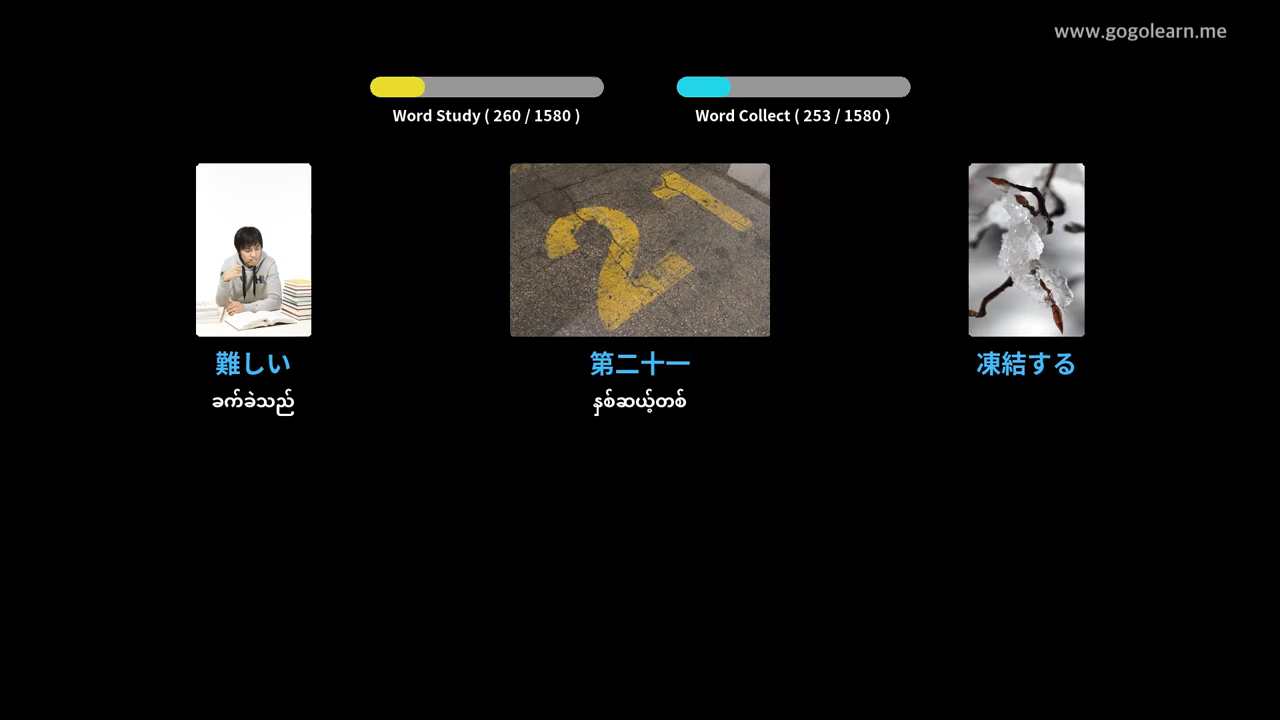 www.gogolearn.me
Word Study ( 260 / 1580 )
Word Collect ( 253 / 1580 )
21
難しい
第二十一
凍結する
ခက်ခဲသည်
နှစ်ဆယ့်တစ်